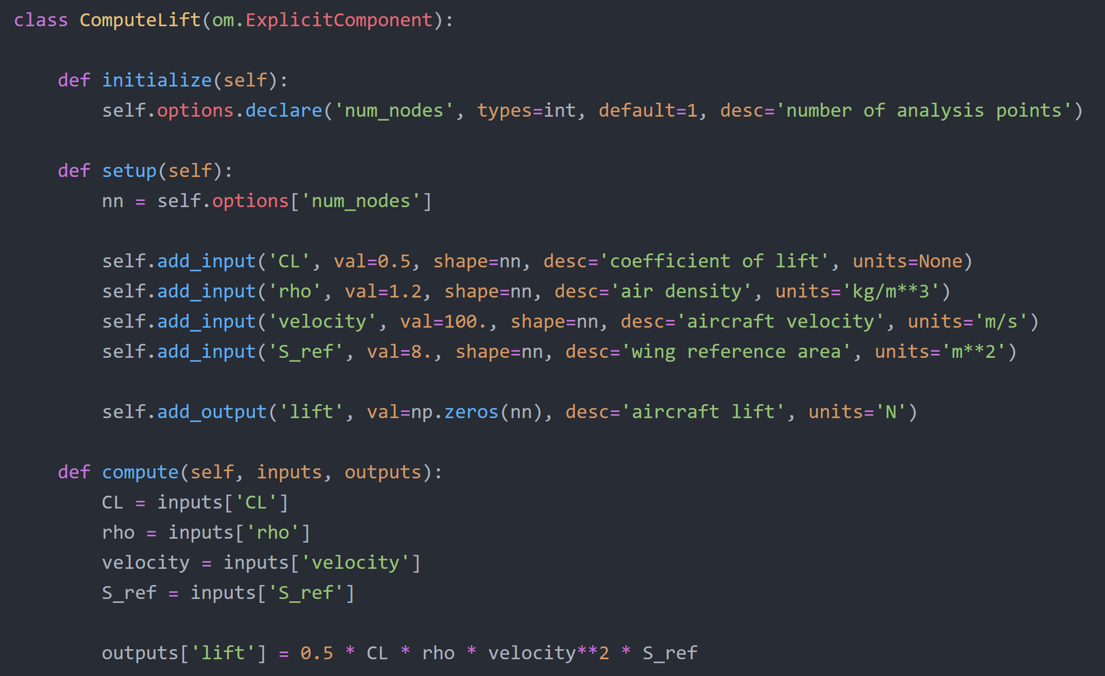 class ComputeLift(om.ExplicitComponent):
def initialize(self):
self.options.declare('num_nodes', types=int, default=1, desc='number of analysis points')
def setup(self):
nn = self.options['num_nodes']
self.add_input('CL', val=0.5, shape=nn, desc='coefficient of lift', units=None)
self.add_input('rho', val=1.2, shape=nn, desc='air density', units='kg/m**3')
self.add_input('velocity', val=100., shape=nn, desc='aircraft velocity', units='m/s')
self.add_input('S_ref', val=8., shape=nn, desc='wing reference area', units='m**2')
self.add_output('lift', val=np.zeros(nn), desc='aircraft lift', units='N')
def compute(self, inputs, outputs):
CL = inputs['CL']
rho = inputs['rho']
velocity = inputs['velocity']
S_ref = inputs['S_ref']
outputs['lift'] = 0.5 * CL * rho * velocity**2 * S_ref